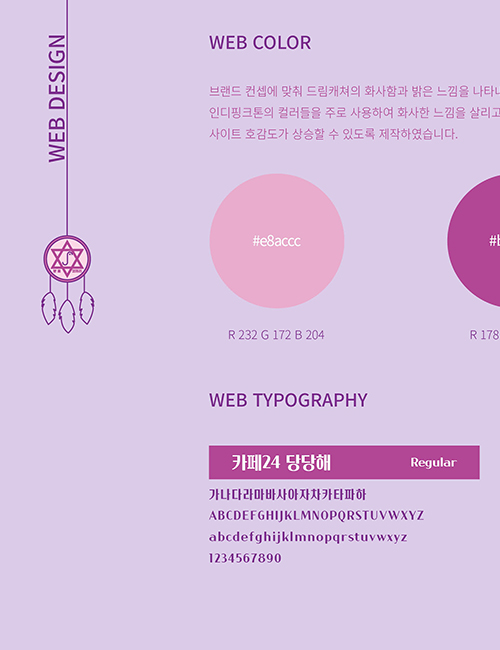 WEB DESIGN
WEB COLOR
브랜드 컨셉에 맞춰 드림캐쳐의 화사함과 밝은 느낌을 나타나
인디핑크톤의 컬러들을 주로 사용하여 화사한 느낌을 살리고
사이트 호감도가 상승할 수 있도록 제작하였습니다.
#e8accc
#b
R 232 G 172 B 204
R 178
WEB TYPOGRAPHY
카페24 당당해
Regular
가나다라마바사아자차카타파하
ABCDEFGHIJKLMNOPQRSTUVWXYZ
abcdefghijklmnopqrstuvwxyz
1234567890